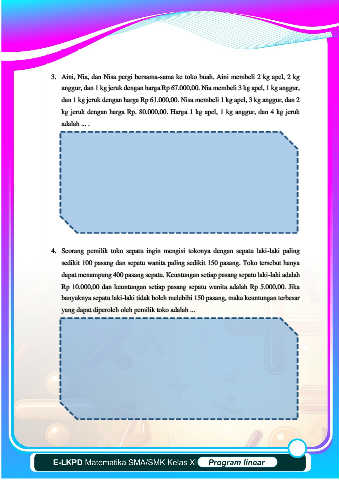 3. Aini, Nia, dan Nisa pergi bersama-sama ke toko buah. Aini membeli 2 kg apel, 2 kg
anggur, dan 1 kg jeruk dengan harga Rp 67.000,00. Nia membeli 3 kg apel, 1 kg anggur,
dan 1 kg jeruk dengan harga Rp 61.000,00. Nisa membeli 1 kg apel, 3 kg anggur, dan 2
kg jeruk dengan harga Rp. 80.000,00. Harga 1 kg apel, 1 kg anggur, dan 4 kg jeruk
adalah ... .
4. Seorang pemilik toko sepatu ingin mengisi tokonya dengan sepatu laki-laki paling
sedikit 100 pasang dan sepatu wanita paling sedikit 150 pasang. Toko tersebut hanya
dapat menampung 400 pasang sepatu. Keuntungan setiap pasang sepatu laki-laki adalah
Rp 10.000,00 dan keuntungan setiap pasang sepatu wanita adalah Rp 5.000,00. Jika
banyaknya sepatu laki-laki tidak boleh melebihi 150 pasang, maka keuntungan terbesar
yang dapat diperoleh oleh pemilik toko adalah ...
E-LKPD Matematika SMA/SMK Kelas X Program linear